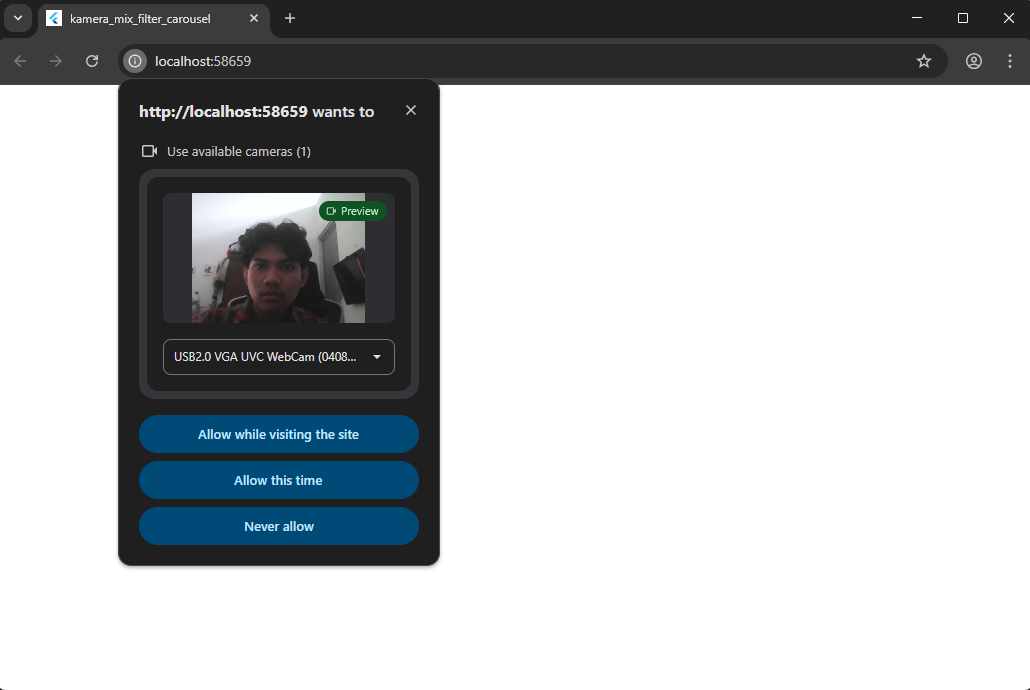 kamera_mix_filter_carousel
localhost:58659
http://localhost:58659 wants to
Use available cameras (1)
Preview
USB2.0 VGA UVC WebCam (0408...
Allow while visiting the site
Allow this time
Never allow